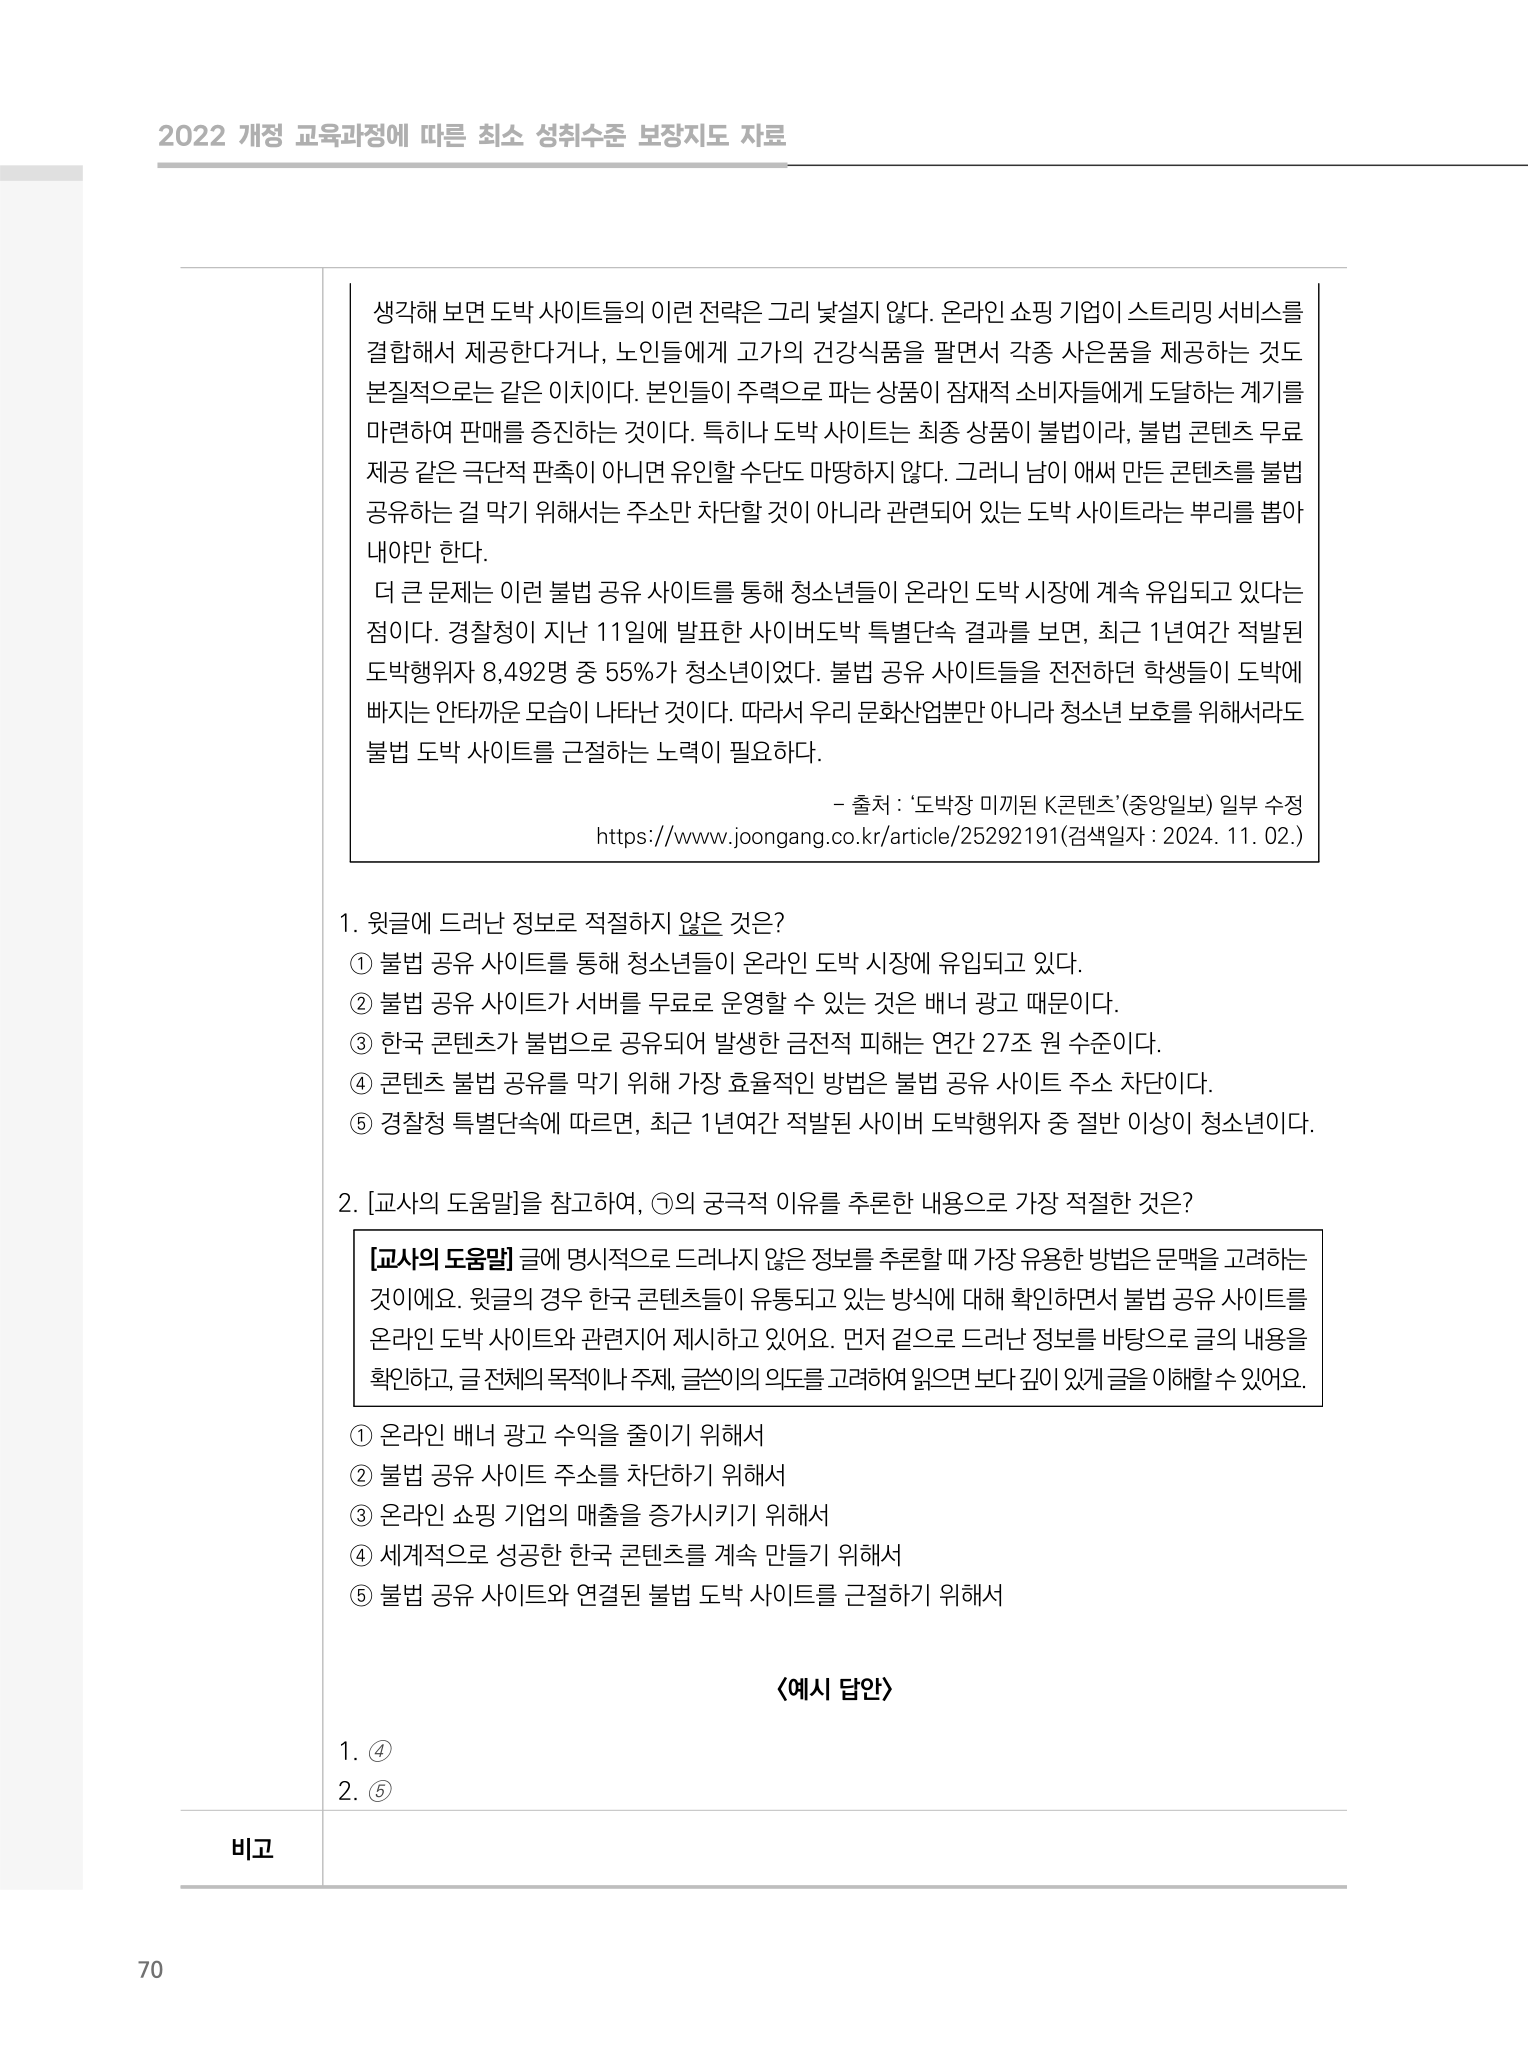 2022 개정 교육과정에 따른 최소 성취수준 보장지도 자료
생각해 보면 도박 사이트들의 이런 전략은 그리 낯설지 않다. 온라인 쇼핑 기업이 스트리밍 서비스를
결합해서 제공한다거나, 노인들에게 고가의 건강식품을 팔면서 각종 사은품을 제공하는 것도
본질적으로는 같은 이치이다. 본인들이 주력으로 파는 상품이 잠재적 소비자들에게 도달하는 계기를
마련하여 판매를 증진하는 것이다. 특히나 도박 사이트는 최종 상품이 불법이라, 불법 콘텐츠 무료
제공 같은 극단적 판촉이 아니면 유인할 수단도 마땅하지 않다. 그러니 남이 애써 만든 콘텐츠를 불법
공유하는 걸 막기 위해서는 주소만 차단할 것이 아니라 관련되어 있는 도박 사이트라는 뿌리를 뽑아
내야만 한다.
더 큰 문제는 이런 불법 공유 사이트를 통해 청소년들이 온라인 도박 시장에 계속 유입되고 있다는
점이다. 경찰청이 지난 11일에 발표한 사이버도박 특별단속 결과를 보면, 최근 1년여간 적발된
도박행위자 8,492명 중 55%가 청소년이었다. 불법 공유 사이트들을 전전하던 학생들이 도박에
빠지는 안타까운 모습이 나타난 것이다. 따라서 우리 문화산업뿐만 아니라 청소년 보호를 위해서라도
불법 도박 사이트를 근절하는 노력이 필요하다.
– 출처 : ‘도박장 미끼된 K콘텐츠’(중앙일보) 일부 수정
https://www.joongang.co.kr/article/25292191(검색일자 : 2024. 11. 02.)
1. 윗글에 드러난 정보로 적절하지 않은 것은?
① 불법 공유 사이트를 통해 청소년들이 온라인 도박 시장에 유입되고 있다.
② 불법 공유 사이트가 서버를 무료로 운영할 수 있는 것은 배너 광고 때문이다.
③ 한국 콘텐츠가 불법으로 공유되어 발생한 금전적 피해는 연간 27조 원 수준이다.
④ 콘텐츠 불법 공유를 막기 위해 가장 효율적인 방법은 불법 공유 사이트 주소 차단이다.
⑤ 경찰청 특별단속에 따르면, 최근 1년여간 적발된 사이버 도박행위자 중 절반 이상이 청소년이다.
2. [교사의 도움말]을 참고하여, ㉠의 궁극적 이유를 추론한 내용으로 가장 적절한 것은?
[교사의 도움말] 글에 명시적으로 드러나지 않은 정보를 추론할 때 가장 유용한 방법은 문맥을 고려하는
것이에요. 윗글의 경우 한국 콘텐츠들이 유통되고 있는 방식에 대해 확인하면서 불법 공유 사이트를
온라인 도박 사이트와 관련지어 제시하고 있어요. 먼저 겉으로 드러난 정보를 바탕으로 글의 내용을
확인하고, 글 전체의 목적이나 주제, 글쓴이의 의도를 고려하여 읽으면 보다 깊이 있게 글을 이해할 수 있어요.
① 온라인 배너 광고 수익을 줄이기 위해서
② 불법 공유 사이트 주소를 차단하기 위해서
③ 온라인 쇼핑 기업의 매출을 증가시키기 위해서
④ 세계적으로 성공한 한국 콘텐츠를 계속 만들기 위해서
⑤ 불법 공유 사이트와 연결된 불법 도박 사이트를 근절하기 위해서
〈예시 답안〉
1. ④
2. ⑤
비고
70